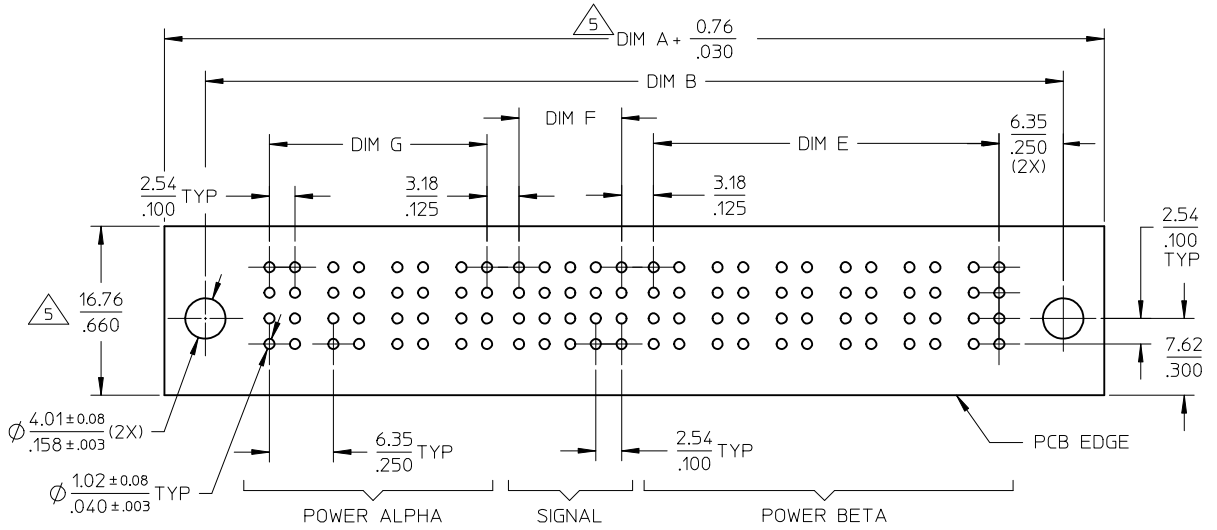 5
DIM A+ 0.76
.030
DIM B
DIM F
DIM G
DIM E
6.35
.250
(2X)
2.54
.100
TYP
3.18
.125
3.18
.125
2.54
.100
TYP
5
16.76
.660
7.62
.300
Ø 4.01±0.08
.158±.003
(2X)
6.35
.250
TYP
2.54
.100
TYP
PCB EDGE
Ø 1.02±0.08
.040±.003
TYP
POWER ALPHA
SIGNAL
POWER BETA